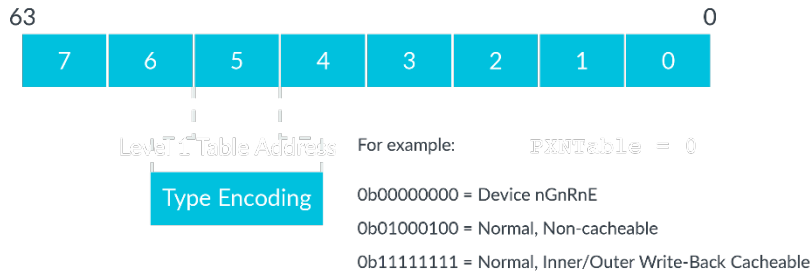 63 0
7 6 5 4 3 2 1 0
Level 1 Table Address
For example:
PXNTable = 0
Type Encoding
0b00000000 = Device nGnRnE
0b01000100 = Normal, Non-cacheable
0b11111111 = Normal, Inner/Outer Write-Back Cacheable